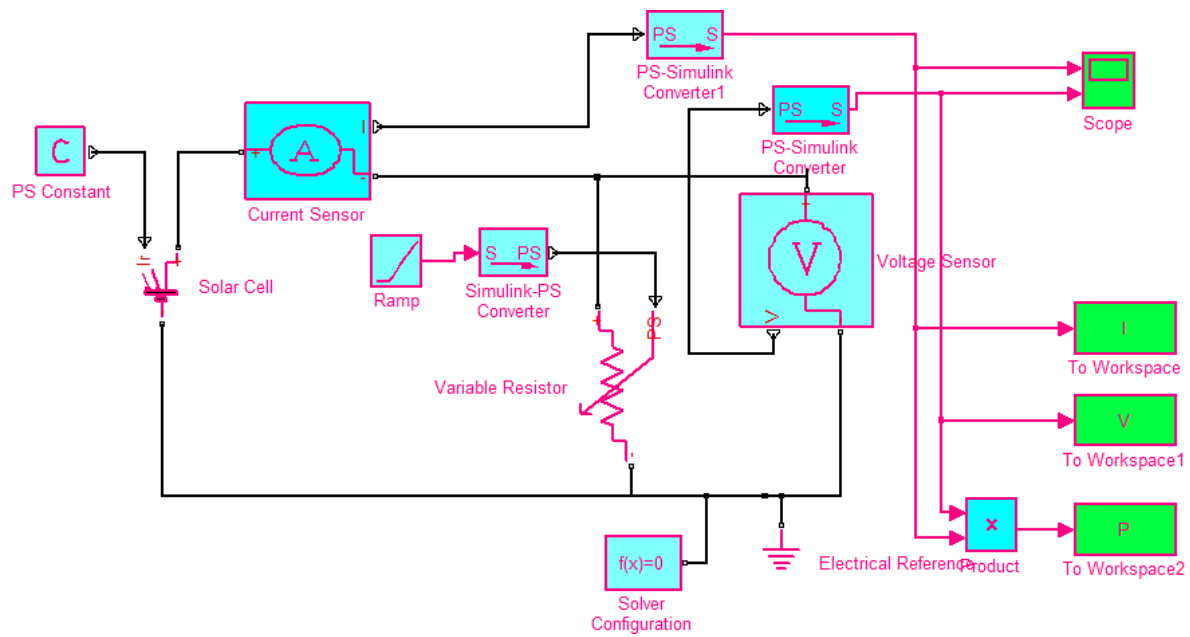 PS S
PS-Simulink
Converter1
PS S
PS-Simulink
Converter
Scope
C
PS Constant
I
+
A
-
Current Sensor
Ir
+
Solar Cell
Ramp
S PS
Simulink-PS
Converter
+
V
V
Voltage Sensor
+
PS
Variable Resistor
-
I
To Workspace
V
To Workspace1
×
Product
P
To Workspace2
f(x)=0
Solver
Configuration
Electrical Reference